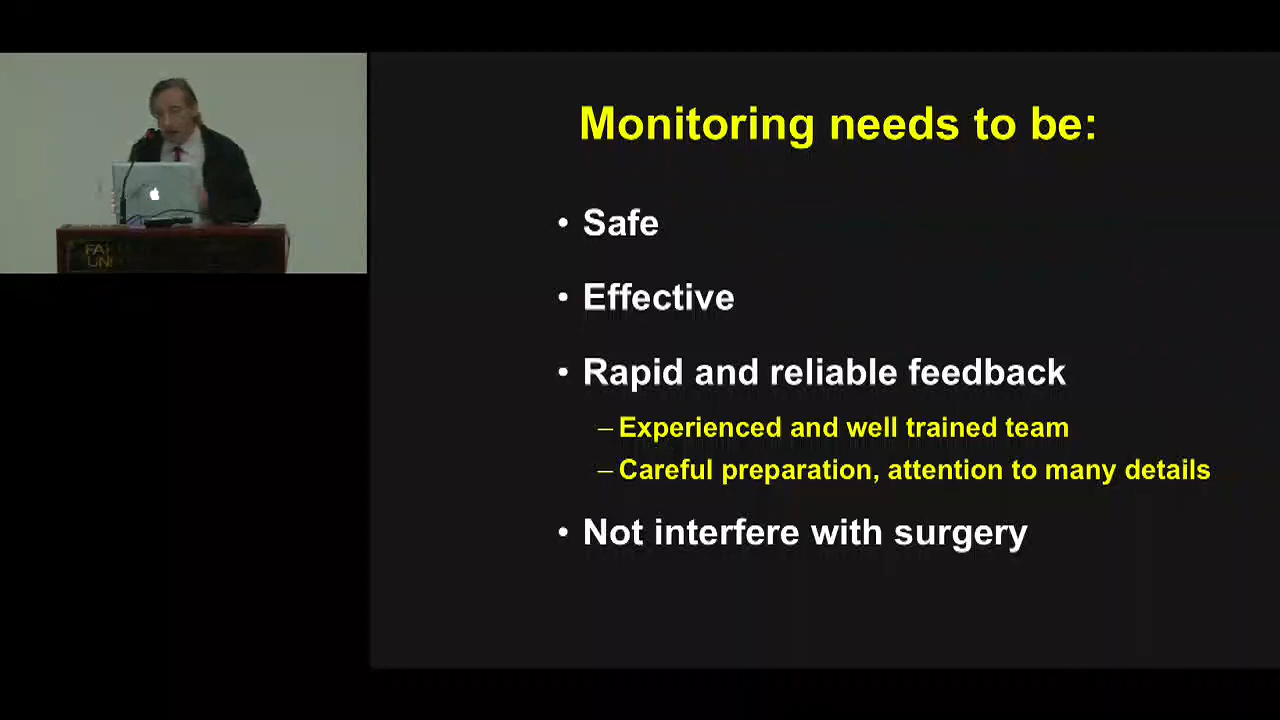 Monitoring needs to be:
• Safe
• Effective
• Rapid and reliable feedback
– Experienced and well trained team
– Careful preparation, attention to many details
• Not interfere with surgery